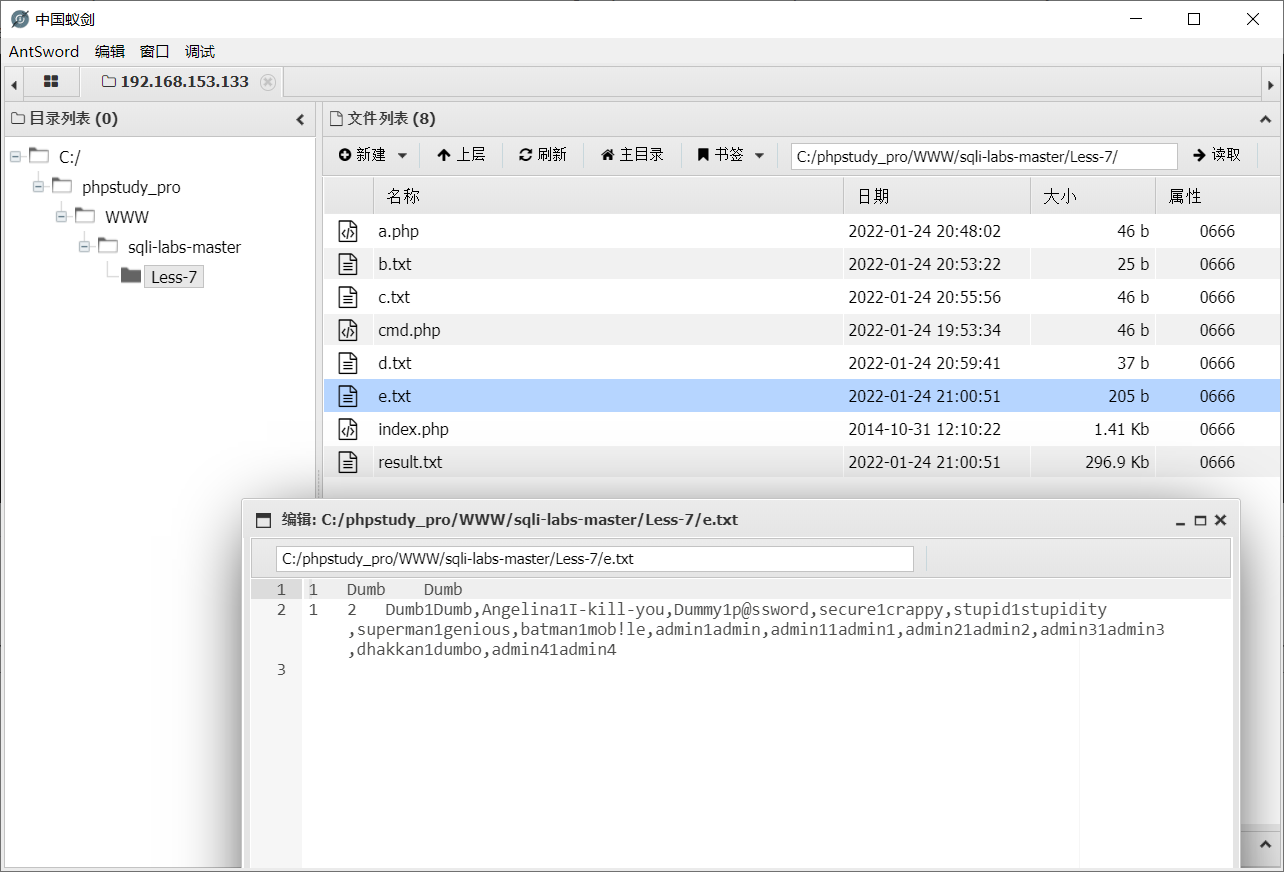 中国蚁剑
AntSword 编辑 窗口 调试
192.168.153.133
目录列表 (0)
C:/
phpstudy_pro
WWW
sqli-labs-master
Less-7
文件列表 (8)
新建 上层 刷新 主目录 书签 C:/phpstudy_pro/WWW/sqli-labs-master/Less-7/ 读取
名称 日期 大小 属性
a.php 2022-01-24 20:48:02 46 b 0666
b.txt 2022-01-24 20:53:22 25 b 0666
c.txt 2022-01-24 20:55:56 46 b 0666
cmd.php 2022-01-24 19:53:34 46 b 0666
d.txt 2022-01-24 20:59:41 37 b 0666
e.txt 2022-01-24 21:00:51 205 b 0666
index.php 2014-10-31 12:10:22 1.41 Kb 0666
result.txt 2022-01-24 21:00:51 296.9 Kb 0666
编辑: C:/phpstudy_pro/WWW/sqli-labs-master/Less-7/e.txt
C:/phpstudy_pro/WWW/sqli-labs-master/Less-7/e.txt
1 1 Dumb Dumb
2 1 2 Dumb1Dumb,Angelina1I-kill-you,Dummy1p@ssword,secure1crappy,stupid1stupidity
,superman1genious,batman1mob!le,admin1admin,admin11admin1,admin21admin2,admin31admin3
,dhakkan1dumbo,admin41admin4
3